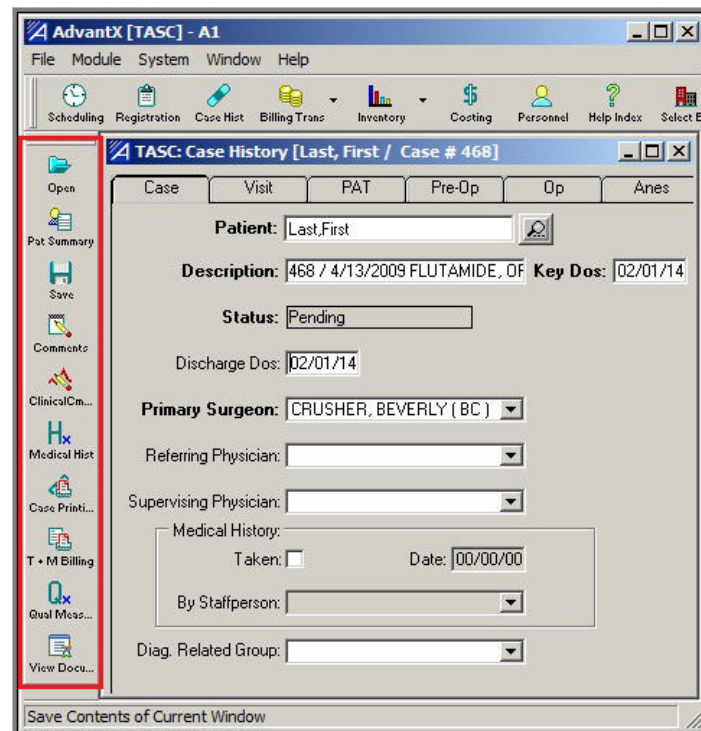 AdvantX [TASC] - A1
File Module System Window Help
Scheduling Registration Case Hist Billing Trans Inventory Costing Personnel Help Index Select E
Open
Pat Summary
Save
Comments
ClinicalCm...
Hx
Medical Hist
Case Printi...
T + M Billing
Qx
Qual Meas...
View Docu...
TASC: Case History [Last, First / Case # 468]
Case Visit PAT Pre-Op Op Anes
Patient: Last,First
Description: 468 / 4/13/2009 FLUTAMIDE, OF Key Dos: 02/01/14
Status: Pending
Discharge Dos: 02/01/14
Primary Surgeon: CRUSHER, BEVERLY ( BC )
Referring Physician:
Supervising Physician:
Medical History:
Taken: Date: 00/00/00
By Staffperson:
Diag. Related Group:
Save Contents of Current Window